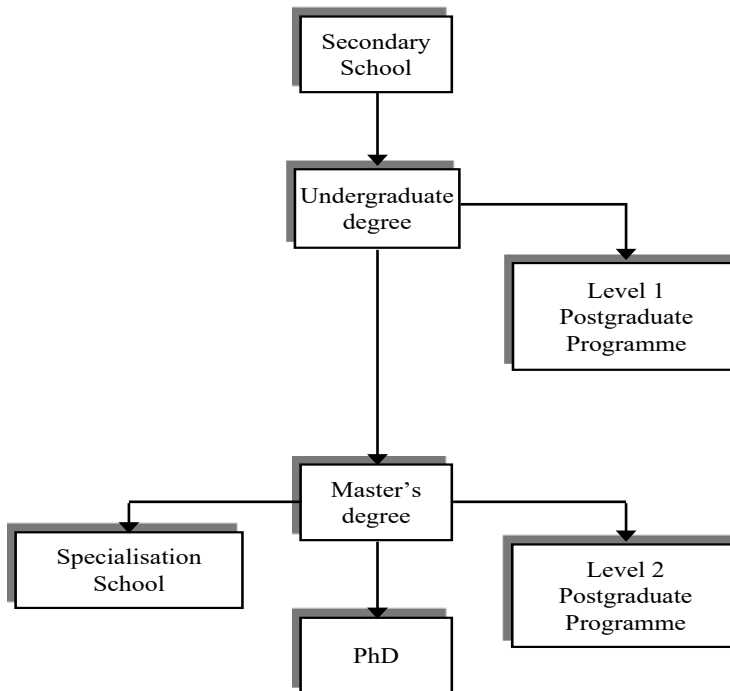 Secondary
School
Undergraduate
degree
Level 1
Postgraduate
Programme
Master’s
degree
Specialisation
School
Level 2
Postgraduate
Programme
PhD